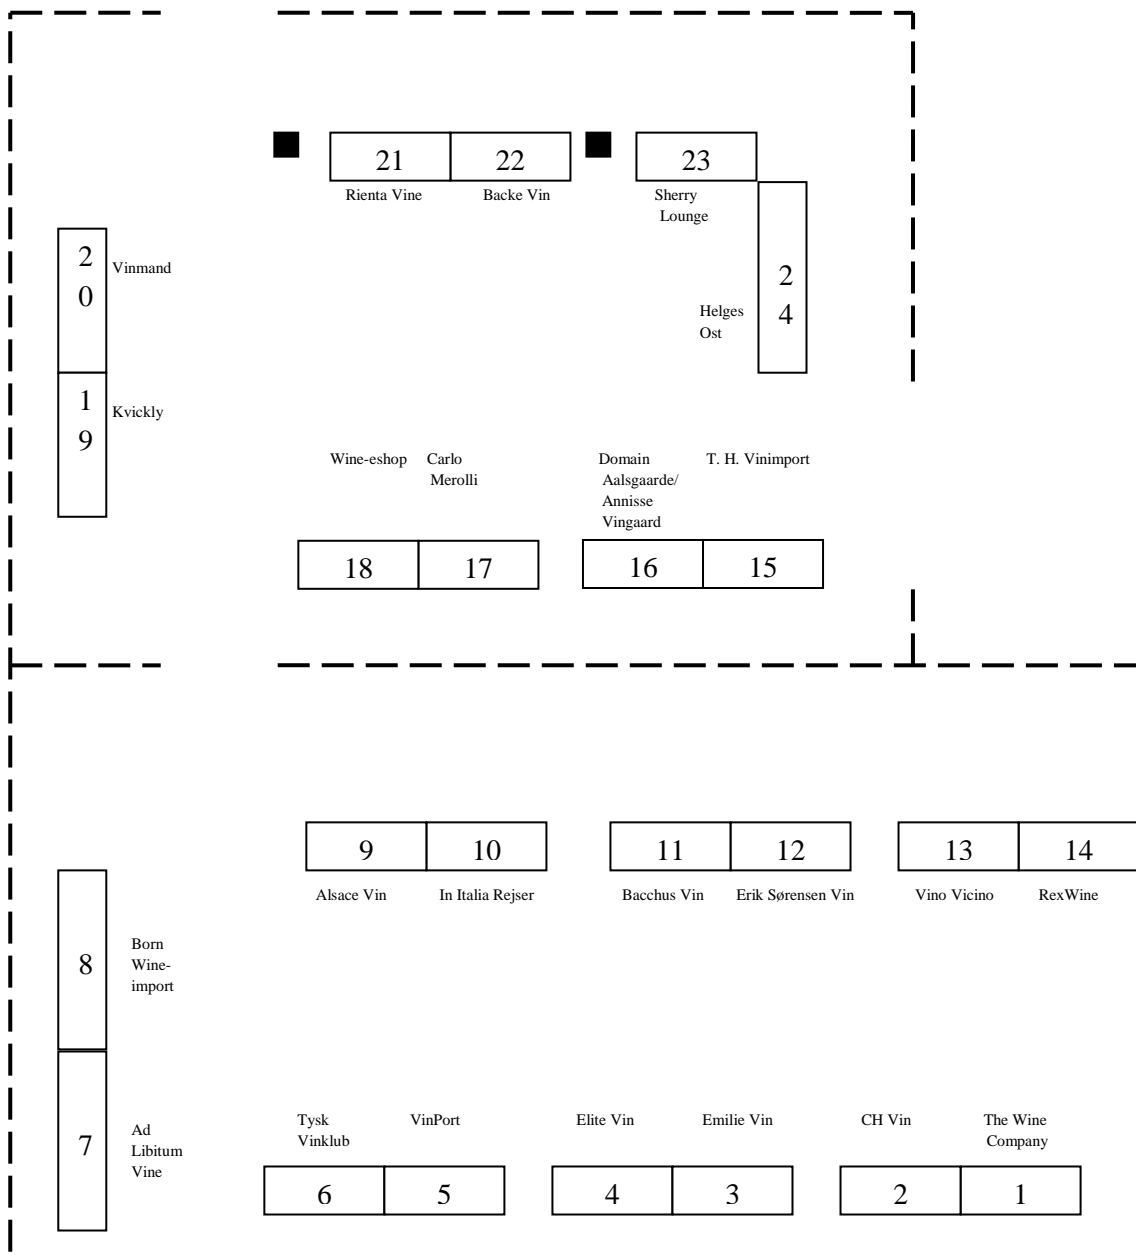 21
22
23
Rienta Vine
Backe Vin
Sherry
Lounge
2
0
Vinmand
2
4
Helges
Ost
1
9
Kvickly
Wine-eshop
Carlo
Merolli
Domain
Aalsgaarde/
Annisse
Vingaard
T. H. Vinimport
18
17
16
15
9
10
11
12
13
14
Alsace Vin
In Italia Rejser
Bacchus Vin
Erik Sørensen Vin
Vino Vicino
RexWine
8
Born
Wine-
import
7
Ad
Libitum
Vine
Tysk
Vinklub
VinPort
Elite Vin
Emilie Vin
CH Vin
The Wine
Company
6
5
4
3
2
1